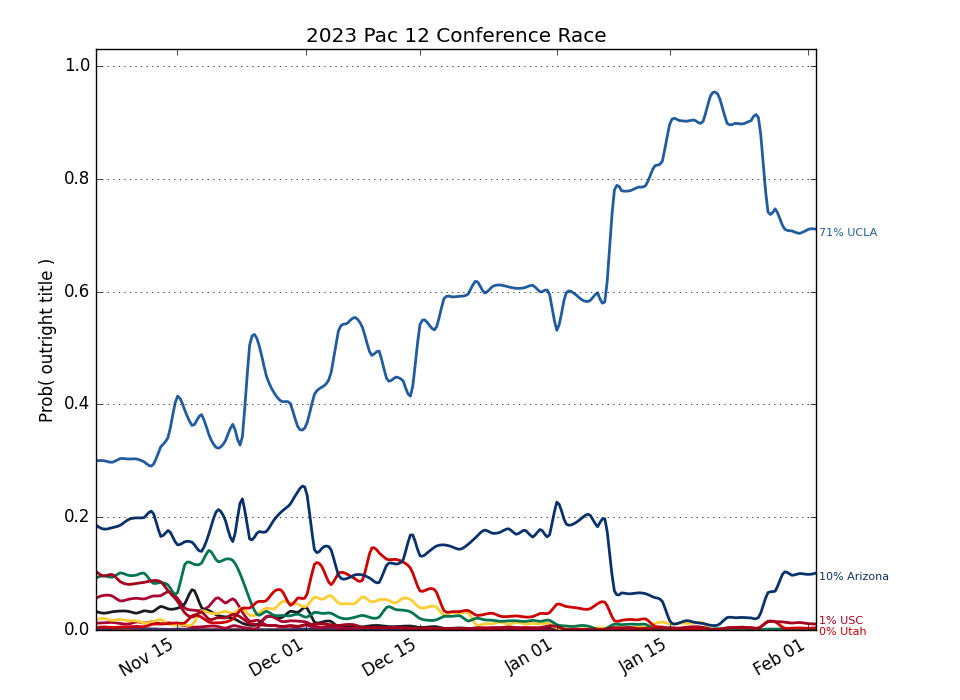 2023 Pac 12 Conference Race
Prob( outright title )
1.0
0.8
0.6
0.4
0.2
0.0
71% UCLA
10% Arizona
1% USC
0% Utah
Nov 15
Dec 01
Dec 15
Jan 01
Jan 15
Feb 01